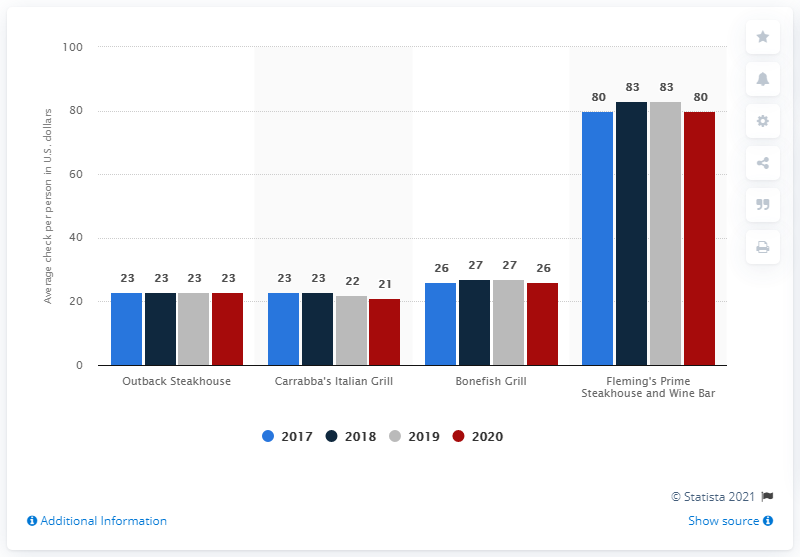 Average check per person in U.S. dollars
100
80
60
40
20
0
23 23 23 23
23 23 22 21
26 27 27 26
80 83 83 80
Outback Steakhouse
Carrabba's Italian Grill
Bonefish Grill
Fleming's Prime
Steakhouse and Wine Bar
2017 2018 2019 2020
© Statista 2021
Additional Information
Show source